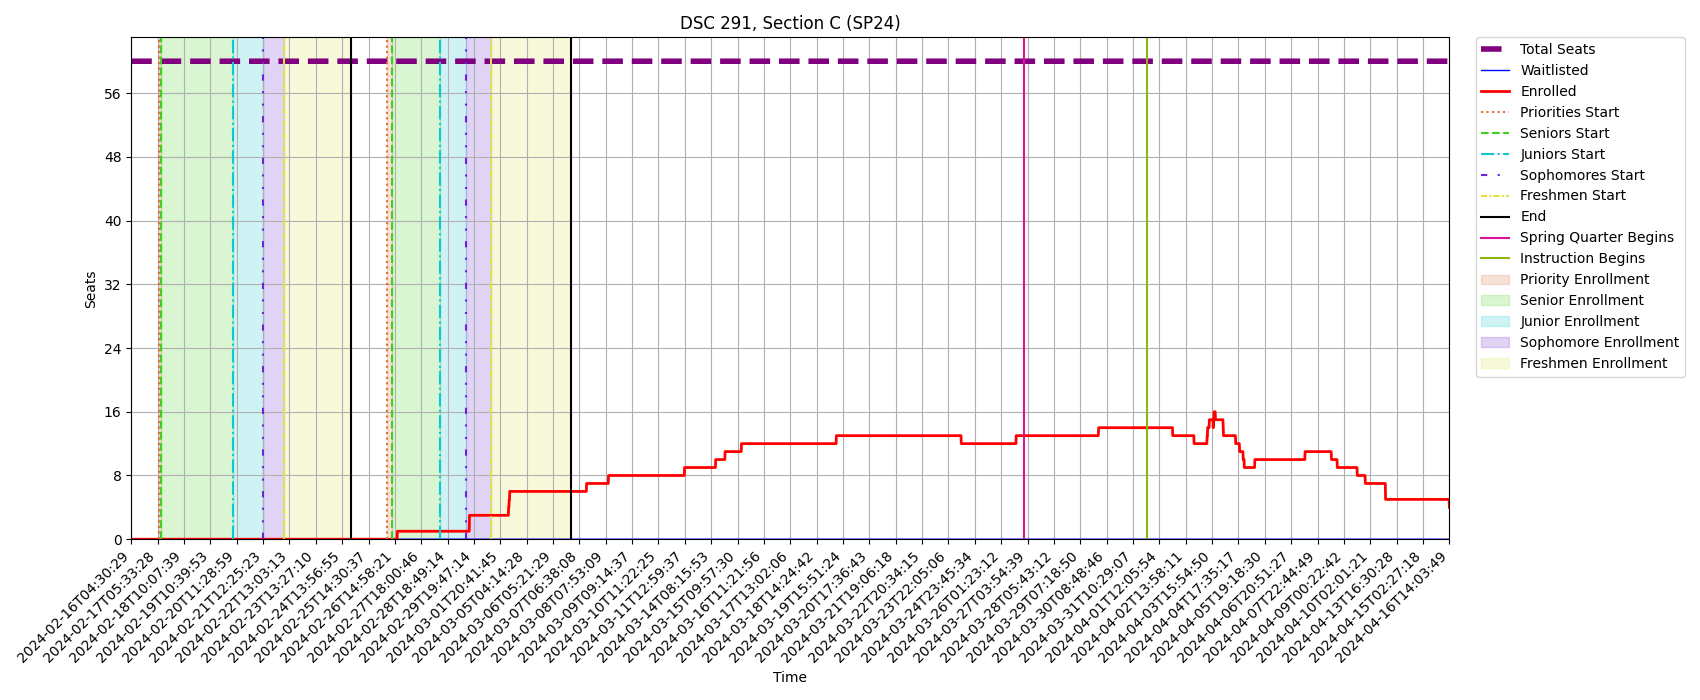 DSC 291, Section C (SP24)
Total Seats
Waitlisted
Enrolled
Priorities Start
Seniors Start
Juniors Start
Sophomores Start
Freshmen Start
End
Spring Quarter Begins
Instruction Begins
Priority Enrollment
Senior Enrollment
Junior Enrollment
Sophomore Enrollment
Freshmen Enrollment
Seats
56
48
40
32
24
16
8
0
2024-02-16T04:30:29
2024-02-17T05:33:28
2024-02-18T10:07:39
2024-02-19T10:39:53
2024-02-20T11:28:59
2024-02-21T12:25:23
2024-02-22T13:03:13
2024-02-23T13:27:10
2024-02-24T13:56:55
2024-02-25T14:30:37
2024-02-26T14:58:21
2024-02-27T18:00:46
2024-02-28T18:49:14
2024-02-29T19:47:14
2024-03-01T20:41:45
2024-03-05T04:14:28
2024-03-06T05:21:29
2024-03-07T06:38:08
2024-03-08T07:53:09
2024-03-09T09:14:37
2024-03-10T11:22:25
2024-03-11T12:59:37
2024-03-14T08:15:53
2024-03-15T09:57:30
2024-03-16T11:21:56
2024-03-17T13:02:06
2024-03-18T14:24:42
2024-03-19T15:51:24
2024-03-20T17:36:43
2024-03-21T19:06:18
2024-03-22T20:34:15
2024-03-23T22:05:06
2024-03-24T23:45:34
2024-03-26T01:23:12
2024-03-27T03:54:39
2024-03-28T05:43:12
2024-03-29T07:18:50
2024-03-30T08:48:46
2024-03-31T10:29:07
2024-04-01T12:05:54
2024-04-02T13:58:11
2024-04-03T15:54:50
2024-04-04T17:35:17
2024-04-05T19:18:30
2024-04-06T20:51:27
2024-04-07T22:44:49
2024-04-09T00:22:42
2024-04-10T02:01:21
2024-04-13T16:30:28
2024-04-15T02:27:18
2024-04-16T14:03:49
Time